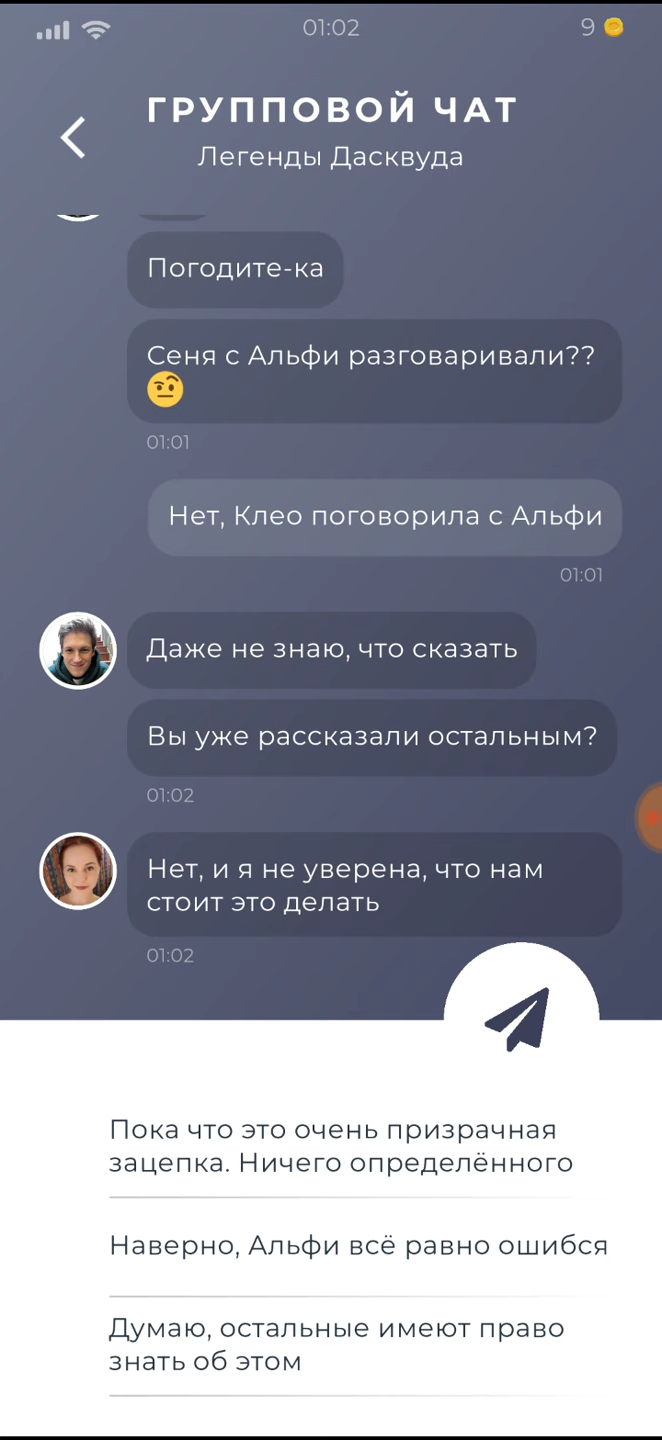 01:02
9
ГРУППОВОЙ ЧАТ
Легенды Дасквуда
Погодите-ка
Сеня с Альфи разговаривали??
🤨
01:01
Нет, Клео поговорила с Альфи
01:01
Даже не знаю, что сказать
Вы уже рассказали остальным?
01:02
Нет, и я не уверена, что нам
стоит это делать
01:02
Пока что это очень призрачная
зацепка. Ничего определённого
Наверно, Альфи всё равно ошибся
Думаю, остальные имеют право
знать об этом